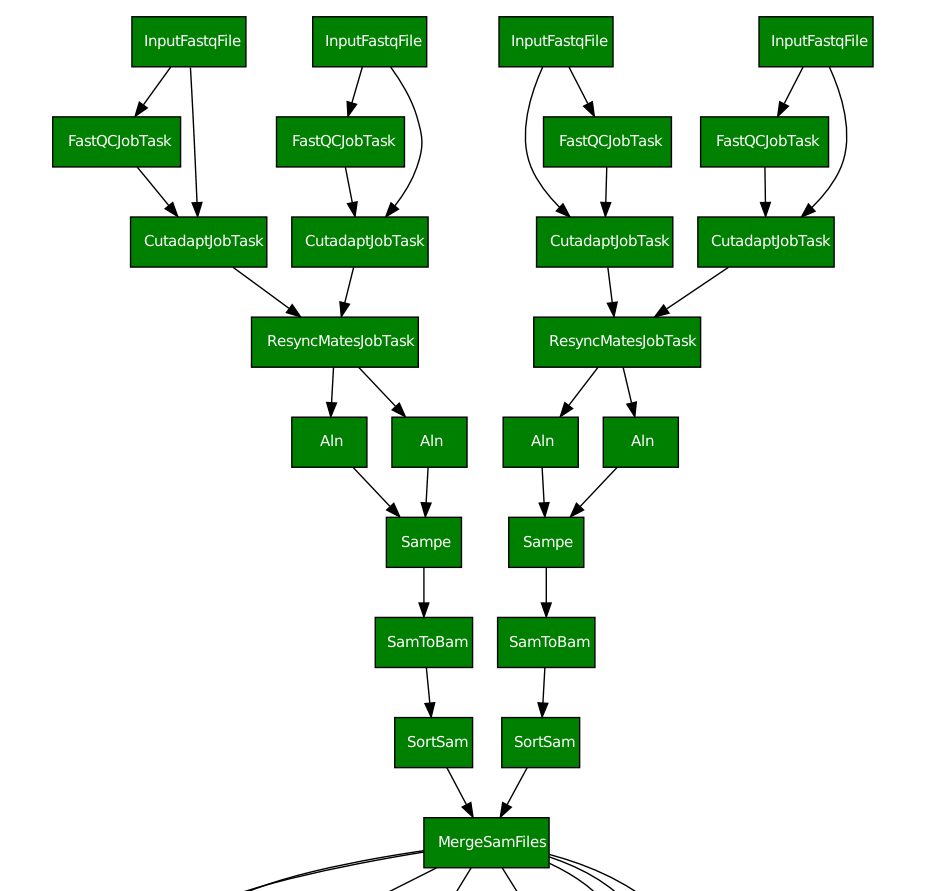 InputFastqFile
InputFastqFile
InputFastqFile
InputFastqFile
FastQCJobTask
FastQCJobTask
FastQCJobTask
FastQCJobTask
CutadaptJobTask
CutadaptJobTask
CutadaptJobTask
CutadaptJobTask
ResyncMatesJobTask
ResyncMatesJobTask
Aln
Aln
Aln
Aln
Sampe
Sampe
SamToBam
SamToBam
SortSam
SortSam
MergeSamFiles